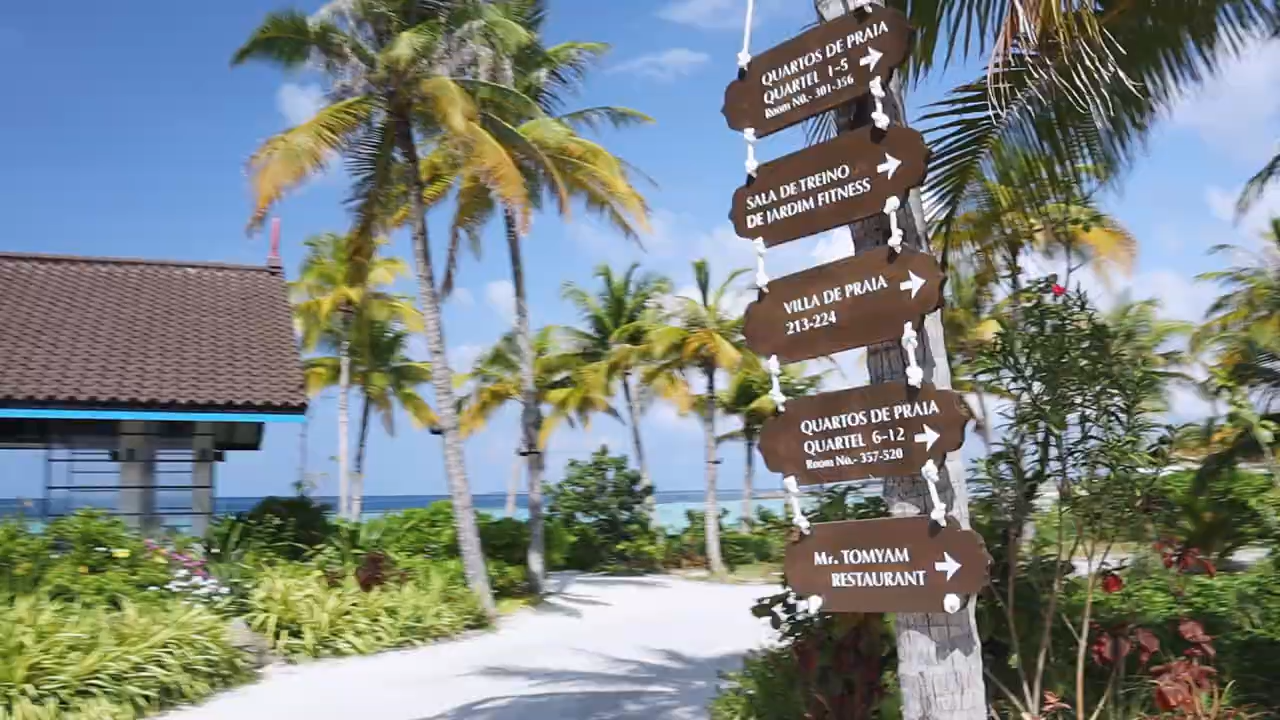 QUARTOS DE PRAIA
QUARTEL 1-5
Room No.- 301-356
SALA DE TREINO
DE JARDIM FITNESS
VILLA DE PRAIA
213-224
QUARTOS DE PRAIA
QUARTEL 6-12
Room No.- 357-520
Mr. TOMYAM
RESTAURANT